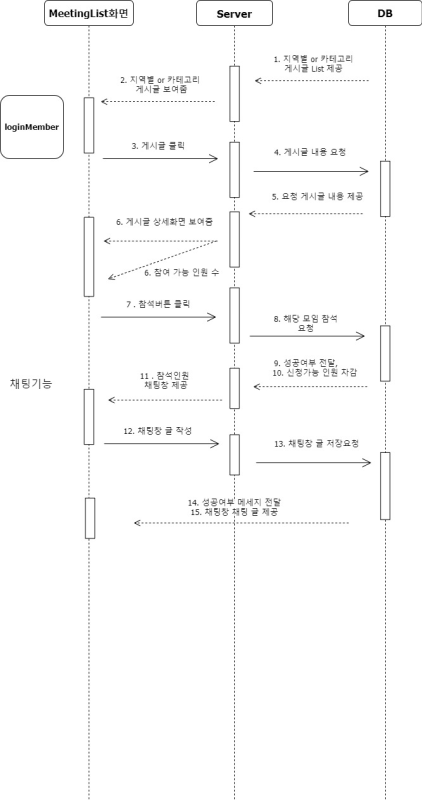 MeetingList화면
Server
DB
1. 지역별 or 카테고리
게시글 List 제공
2. 지역별 or 카테고리
게시글 보여줌
loginMember
3. 게시글 클릭
4. 게시글 내용 요청
5. 요청 게시글 내용 제공
6. 게시글 상세화면 보여줌
6. 참여 가능 인원 수
7 . 참석버튼 클릭
8. 해당 모임 참석
요청
9. 성공여부 전달,
10. 신청가능 인원 차감
11 . 참석인원
채팅창 제공
채팅기능
12. 채팅창 글 작성
13. 채팅창 글 저장요청
14. 성공여부 메세지 전달
15. 채팅창 채팅 글 제공